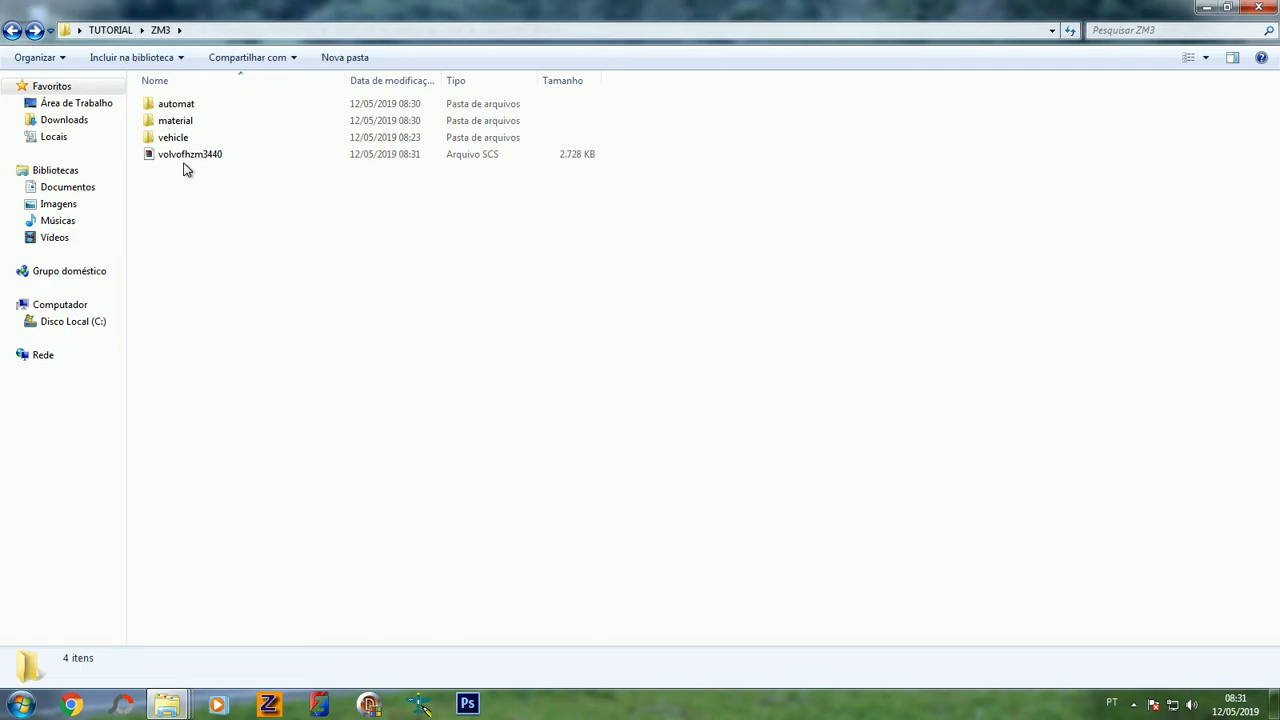 TUTORIAL ZM3 Pesquisar ZM3
Organizar Incluir na biblioteca Compartilhar com Nova pasta
Nome Data de modificaç... Tipo Tamanho
Favoritos
Área de Trabalho
Downloads
Locais
Bibliotecas
Documentos
Imagens
Músicas
Vídeos
Grupo doméstico
Computador
Disco Local (C:)
Rede
automat 12/05/2019 08:30 Pasta de arquivos
material 12/05/2019 08:30 Pasta de arquivos
vehicle 12/05/2019 08:23 Pasta de arquivos
volvofhzm3440 12/05/2019 08:31 Arquivo SCS 2.728 KB
4 itens
Ps
PT
08:31
12/05/2019